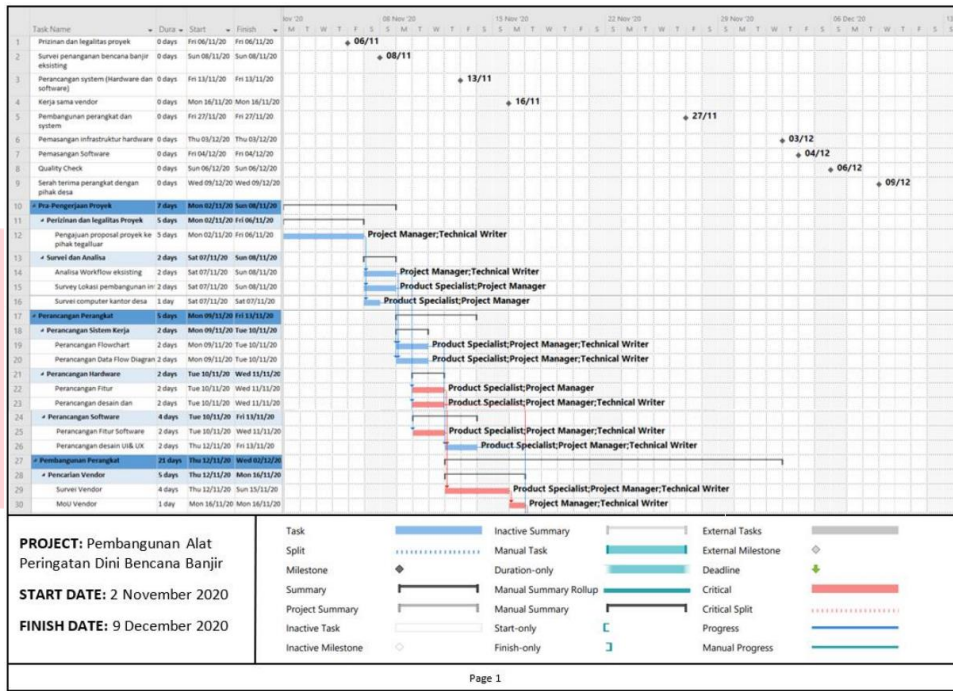 ov '20 08 Nov '20 15 Nov '20 22 Nov '20 29 Nov '20 06 Dec '20 13
Task Name Dura Start Finish M T W T F S S M T W T F S S M T W T F S S M T W T F S S M T W T F S S M T W T F S S
1 Prizinan dan legalitas proyek 0 days Fri 06/11/20 Fri 06/11/20 06/11
2 Survei penanganan bencana banjir eksisting 0 days Sun 08/11/20 Sun 08/11/20 08/11
3 Perancangan system (Hardware dan software) 0 days Fri 13/11/20 Fri 13/11/20 13/11
4 Kerja sama vendor 0 days Mon 16/11/20 Mon 16/11/20 16/11
5 Pembangunan perangkat dan system 0 days Fri 27/11/20 Fri 27/11/20 27/11
6 Pemasangan infrastruktur hardware 0 days Thu 03/12/20 Thu 03/12/20 03/12
7 Pemasangan Software 0 days Fri 04/12/20 Fri 04/12/20 04/12
8 Quality Check 0 days Sun 06/12/20 Sun 06/12/20 06/12
9 Serah terima perangkat dengan pihak desa 0 days Wed 09/12/20 Wed 09/12/20 09/12
10 Pra-Pengerjaan Proyek 7 days Mon 02/11/20 Sun 08/11/20
11 Perizinan dan legalitas Proyek 5 days Mon 02/11/20 Fri 06/11/20
12 Pengajuan proposal proyek ke pihak tegalluar 5 days Mon 02/11/20 Fri 06/11/20 Project Manager;Technical Writer
13 Survei dan Analisa 2 days Sat 07/11/20 Sun 08/11/20
14 Analisa Workflow eksisting 2 days Sat 07/11/20 Sun 08/11/20 Project Manager;Technical Writer
15 Survey Lokasi pembangunan in 2 days Sat 07/11/20 Sun 08/11/20 Product Specialist;Project Manager
16 Survei computer kantor desa 1 day Sat 07/11/20 Sat 07/11/20 Product Specialist;Project Manager
17 Perancangan Perangkat 5 days Mon 09/11/20 Fri 13/11/20
18 Perancangan Sistem Kerja 2 days Mon 09/11/20 Tue 10/11/20
19 Perancangan Flowchart 2 days Mon 09/11/20 Tue 10/11/20 Product Specialist;Project Manager;Technical Writer
20 Perancangan Data Flow Diagran 2 days Mon 09/11/20 Tue 10/11/20 Product Specialist;Project Manager;Technical Writer
21 Perancangan Hardware 2 days Tue 10/11/20 Wed 11/11/20
22 Perancangan Fitur 2 days Tue 10/11/20 Wed 11/11/20 Product Specialist;Project Manager
23 Perancangan desain dan 2 days Tue 10/11/20 Wed 11/11/20 Product Specialist;Project Manager;Technical Writer
24 Perancangan Software 4 days Tue 10/11/20 Fri 13/11/20
25 Perancangan Fitur Software 2 days Tue 10/11/20 Wed 11/11/20 Product Specialist;Project Manager;Technical Writer
26 Perancangan desain UI& UX 2 days Thu 12/11/20 Fri 13/11/20 Product Specialist;Project Manager;Technical Writer
27 Pembangunan Perangkat 21 days Thu 12/11/20 Wed 02/12/20
28 Pencarian Vendor 5 days Thu 12/11/20 Mon 16/11/20
29 Survei Vendor 4 days Thu 12/11/20 Sun 15/11/20 Product Specialist;Project Manager;Technical Writer
30 MoU Vendor 1 day Mon 16/11/20 Mon 16/11/20 Project Manager;Technical Writer
PROJECT: Pembangunan Alat
Peringatan Dini Bencana Banjir
START DATE: 2 November 2020
FINISH DATE: 9 December 2020
Task Inactive Summary External Tasks
Split Manual Task External Milestone
Milestone Duration-only Deadline
Summary Manual Summary Rollup Critical
Project Summary Manual Summary Critical Split
Inactive Task Start-only Progress
Inactive Milestone Finish-only Manual Progress
Page 1